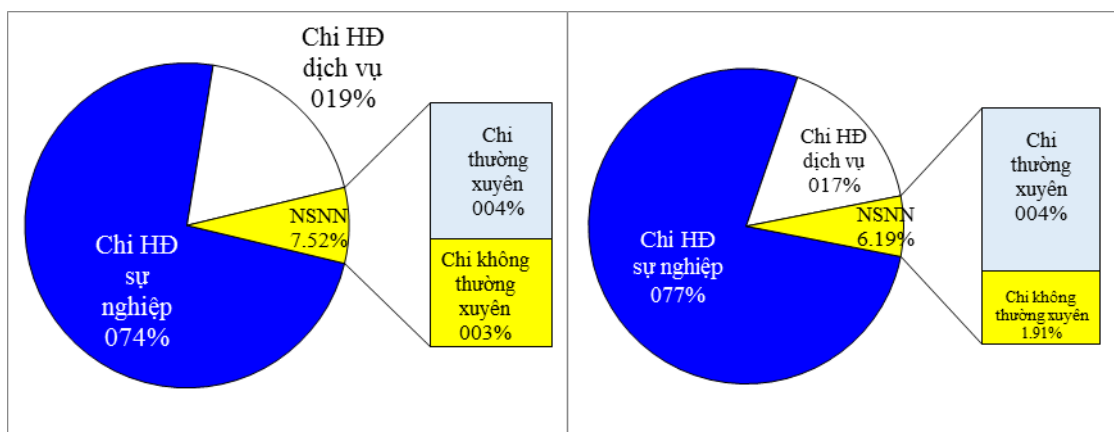 Chi HĐ
dịch vụ
019%
Chi
thường
xuyên
004%
NSNN
7.52%
Chi HĐ
sự
nghiệp
074%
Chi không
thường
xuyên
003%
Chi HĐ
dịch vụ
017%
Chi
thường
xuyên
004%
NSNN
6.19%
Chi HĐ
sự nghiệp
077%
Chi không
thường xuyên
1.91%